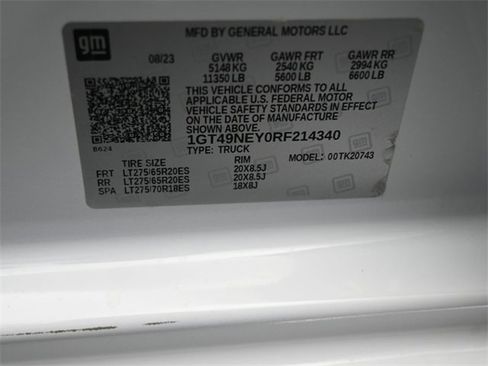 MFD BY GENERAL MOTORS LLC
gm
08/23 GVWR GAWR FRT GAWR RR
5148 KG 2540 KG 2994 KG
11350 LB 5600 LB 6600 LB
THIS VEHICLE CONFORMS TO ALL
APPLICABLE U.S. FEDERAL MOTOR
VEHICLE SAFETY STANDARDS IN EFFECT
ON THE DATE OF MANUFACTURE
SHOWN ABOVE.
1GT49NEY0RF214340
B624
TYPE: TRUCK
MODEL: 00TK20743
TIRE SIZE RIM
FRT LT275/65R20ES 20X8.5J
RR LT275/65R20ES 20X8.5J
SPA LT275/70R18ES 18X8J